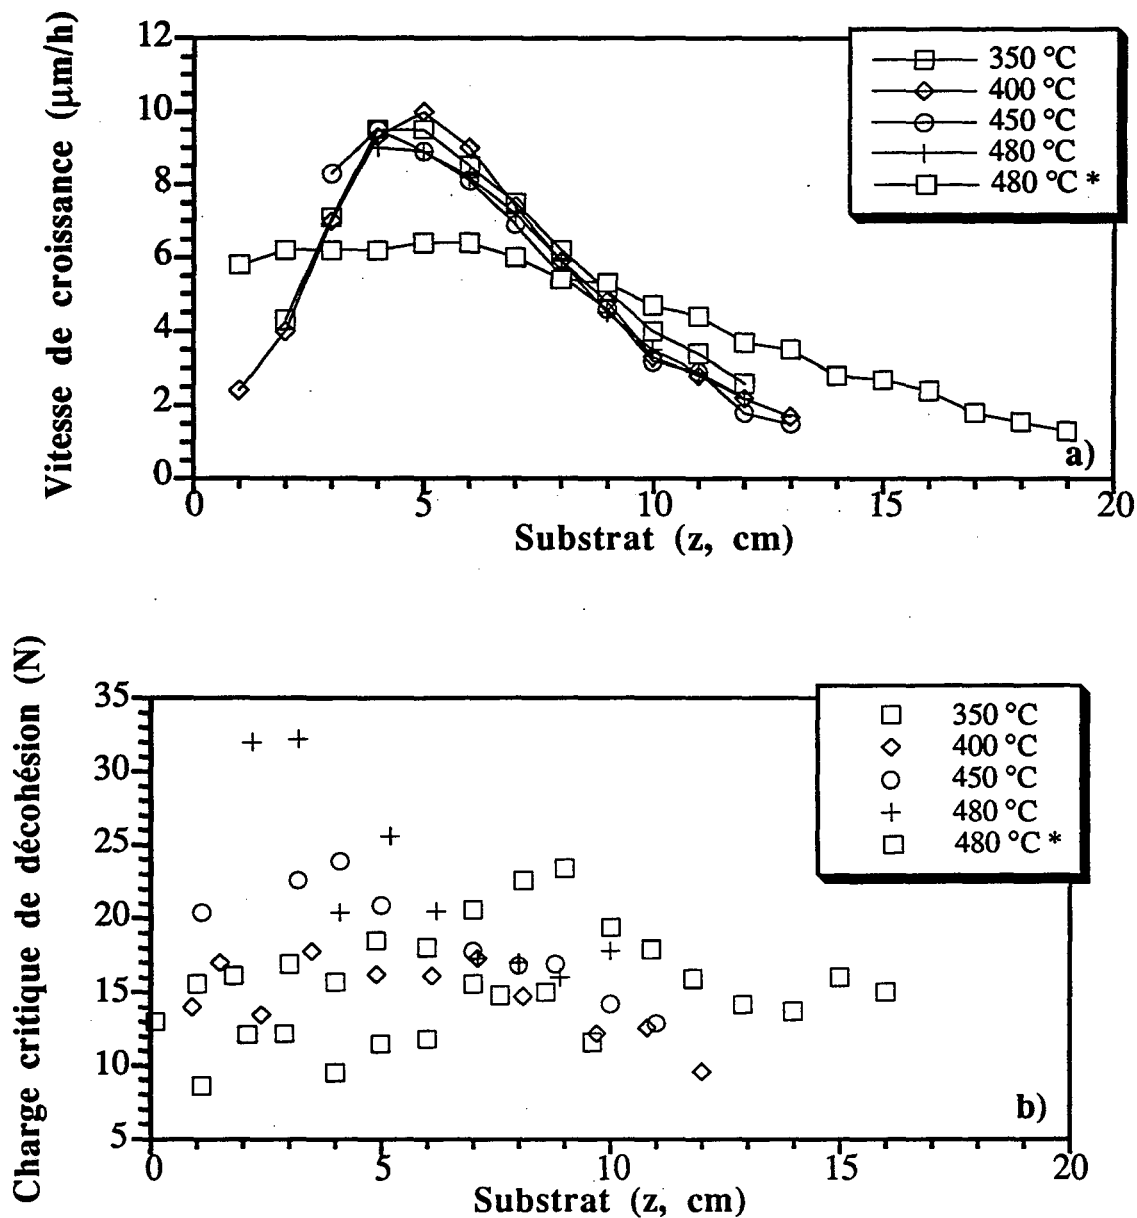 Vitesse de croissance (μm/h)
12
10
8
6
4
2
0
350 °C
400 °C
450 °C
480 °C
480 °C *
a)
0
5
10
15
20
Substrat (z, cm)
Charge critique de décohésion (N)
35
30
25
20
15
10
5
350 °C
400 °C
450 °C
480 °C
480 °C *
b)
0
5
10
15
20
Substrat (z, cm)